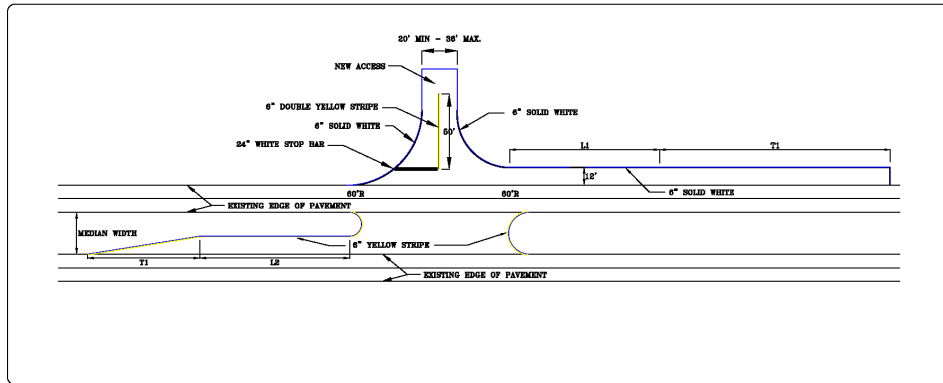 20' MIN - 36' MAX.
NEW ACCESS
6" DOUBLE YELLOW STRIPE
6" SOLID WHITE
6" SOLID WHITE
50'
24" WHITE STOP BAR
L1
T1
12'
60'R
60'R
6" SOLID WHITE
EXISTING EDGE OF PAVEMENT
MEDIAN WIDTH
6" YELLOW STRIPE
T1
L2
EXISTING EDGE OF PAVEMENT